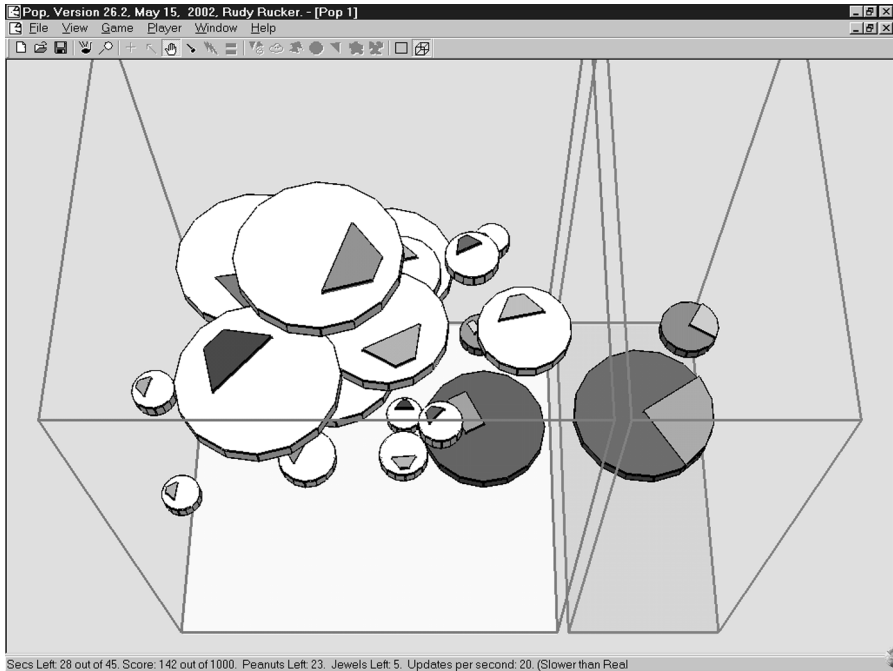 Pop, Version 26.2, May 15, 2002, Rudy Rucker. - [Pop 1]
File View Game Player Window Help
Secs Left: 28 out of 45. Score: 142 out of 1000. Peanuts Left: 23. Jewels Left: 5. Updates per second: 20. (Slower than Real